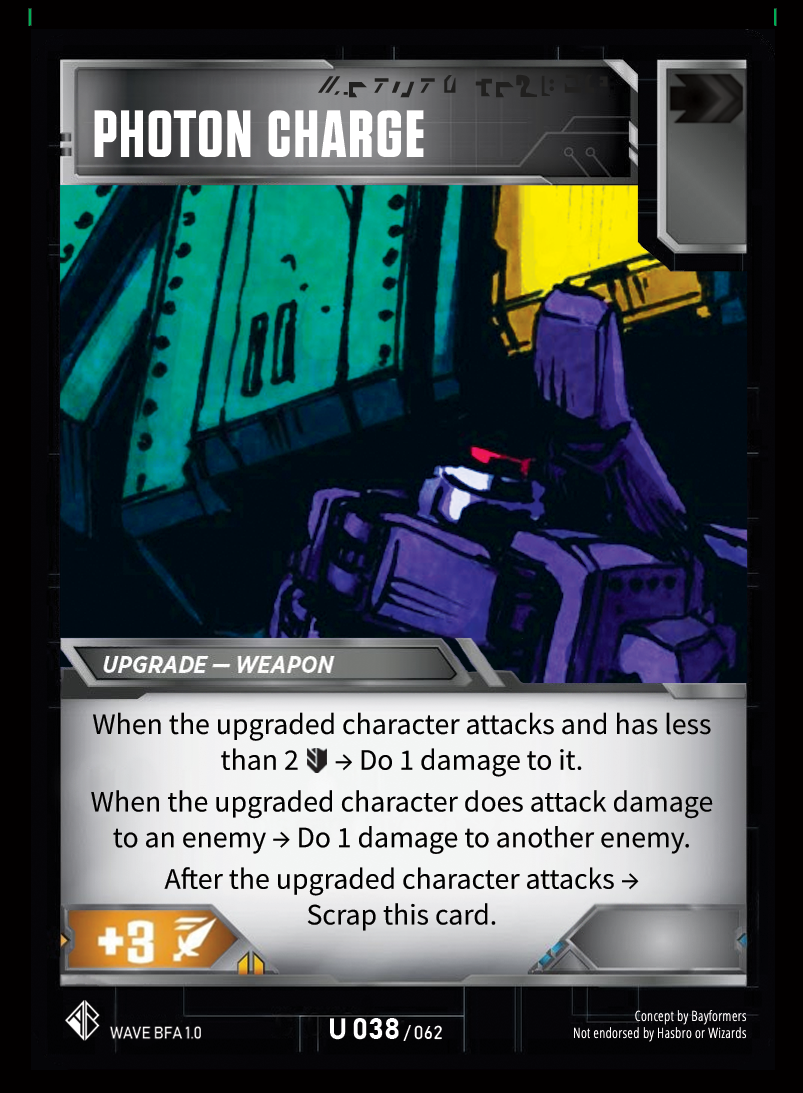 PHOTON CHARGE
UPGRADE — WEAPON
When the upgraded character attacks and has less
than 2 → Do 1 damage to it.
When the upgraded character does attack damage
to an enemy → Do 1 damage to another enemy.
After the upgraded character attacks →
Scrap this card.
+3
WAVE BFA 1.0
U 038/062
Concept by Bayformers
Not endorsed by Hasbro or Wizards